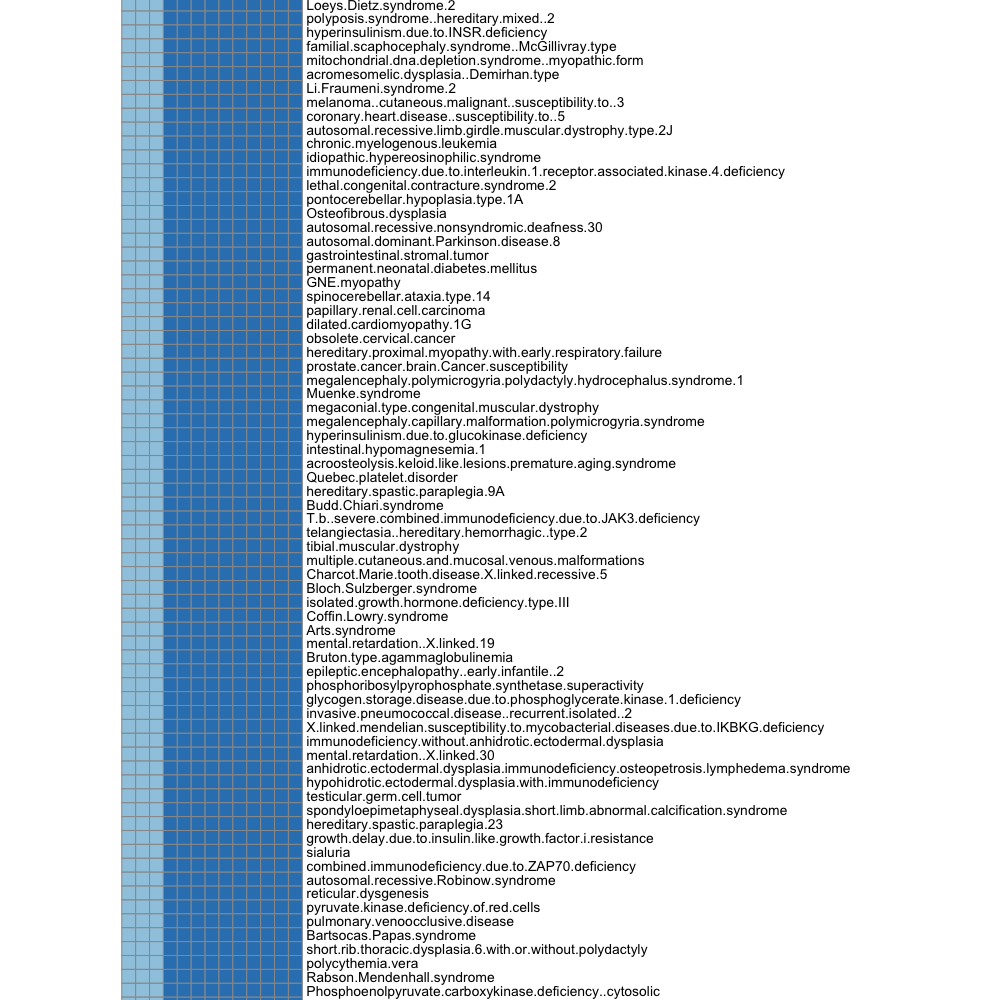 Loeys.Dietz.syndrome.2
polyposis.syndrome..hereditary.mixed..2
hyperinsulinism.due.to.INSR.deficiency
familial.scaphocephaly.syndrome..McGillivray.type
mitochondrial.dna.depletion.syndrome..myopathic.form
acromesomelic.dysplasia..Demirhan.type
Li.Fraumeni.syndrome.2
melanoma..cutaneous.malignant..susceptibility.to..3
coronary.heart.disease..susceptibility.to..5
autosomal.recessive.limb.girdle.muscular.dystrophy.type.2J
chronic.myelogenous.leukemia
idiopathic.hypereosinophilic.syndrome
immunodeficiency.due.to.interleukin.1.receptor.associated.kinase.4.deficiency
lethal.congenital.contracture.syndrome.2
pontocerebellar.hypoplasia.type.1A
Osteofibrous.dysplasia
autosomal.recessive.nonsyndromic.deafness.30
autosomal.dominant.Parkinson.disease.8
gastrointestinal.stromal.tumor
permanent.neonatal.diabetes.mellitus
GNE.myopathy
spinocerebellar.ataxia.type.14
papillary.renal.cell.carcinoma
dilated.cardiomyopathy.1G
obsolete.cervical.cancer
hereditary.proximal.myopathy.with.early.respiratory.failure
prostate.cancer.brain.Cancer.susceptibility
megalencephaly.polymicrogyria.polydactyly.hydrocephalus.syndrome.1
Muenke.syndrome
megaconial.type.congenital.muscular.dystrophy
megalencephaly.capillary.malformation.polymicrogyria.syndrome
hyperinsulinism.due.to.glucokinase.deficiency
intestinal.hypomagnesemia.1
acroosteolysis.keloid.like.lesions.premature.aging.syndrome
Quebec.platelet.disorder
hereditary.spastic.paraplegia.9A
Budd.Chiari.syndrome
T.b..severe.combined.immunodeficiency.due.to.JAK3.deficiency
telangiectasia..hereditary.hemorrhagic..type.2
tibial.muscular.dystrophy
multiple.cutaneous.and.mucosal.venous.malformations
Charcot.Marie.tooth.disease.X.linked.recessive.5
Bloch.Sulzberger.syndrome
isolated.growth.hormone.deficiency.type.III
Coffin.Lowry.syndrome
Arts.syndrome
mental.retardation..X.linked.19
Bruton.type.agammaglobulinemia
epileptic.encephalopathy..early.infantile..2
phosphoribosylpyrophosphate.synthetase.superactivity
glycogen.storage.disease.due.to.phosphoglycerate.kinase.1.deficiency
invasive.pneumococcal.disease..recurrent.isolated..2
X.linked.mendelian.susceptibility.to.mycobacterial.diseases.due.to.IKBKG.deficiency
immunodeficiency.without.anhidrotic.ectodermal.dysplasia
mental.retardation..X.linked.30
anhidrotic.ectodermal.dysplasia.immunodeficiency.osteopetrosis.lymphedema.syndrome
hypohidrotic.ectodermal.dysplasia.with.immunodeficiency
testicular.germ.cell.tumor
spondyloepimetaphyseal.dysplasia.short.limb.abnormal.calcification.syndrome
hereditary.spastic.paraplegia.23
growth.delay.due.to.insulin.like.growth.factor.i.resistance
sialuria
combined.immunodeficiency.due.to.ZAP70.deficiency
autosomal.recessive.Robinow.syndrome
reticular.dysgenesis
pyruvate.kinase.deficiency.of.red.cells
pulmonary.venoocclusive.disease
Bartsocas.Papas.syndrome
short.rib.thoracic.dysplasia.6.with.or.without.polydactyly
polycythemia.vera
Rabson.Mendenhall.syndrome
Phosphoenolpyruvate.carboxykinase.deficiency..cytosolic